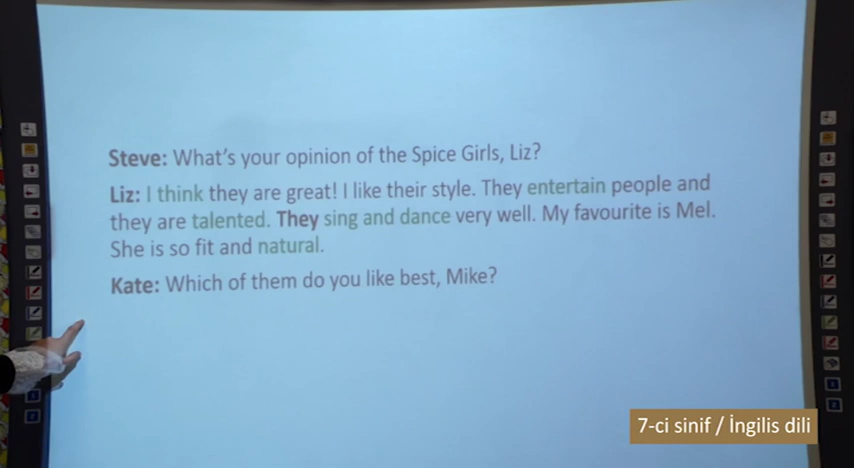 Steve: What's your opinion of the Spice Girls, Liz?
Liz: I think they are great! I like their style. They entertain people and
they are talented. They sing and dance very well. My favourite is Mel.
She is so fit and natural.
Kate: Which of them do you like best, Mike?
7-ci sinif / İngilis dili